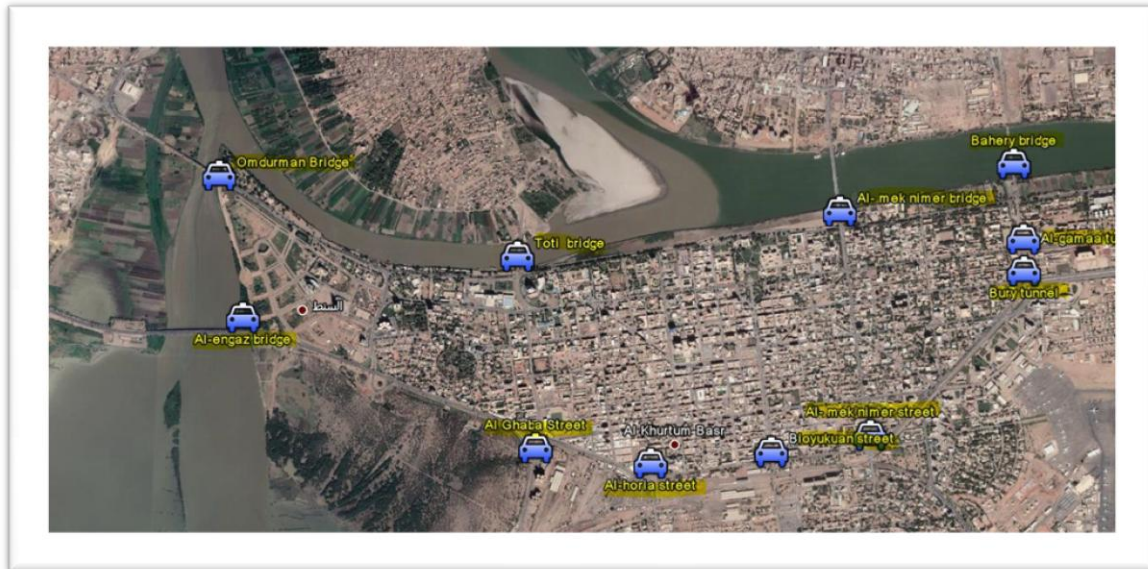 Bahery bridge
Omdurman Bridge
Al- mek nimer bridge
Toti bridge
Al-gamaa tu
Bury tunnel
السنط
Al-engaz bridge
Al- mek nimer street
Al Ghaba Street
Al-Khurtum Basr
Bloyukuan street
Al-horia street